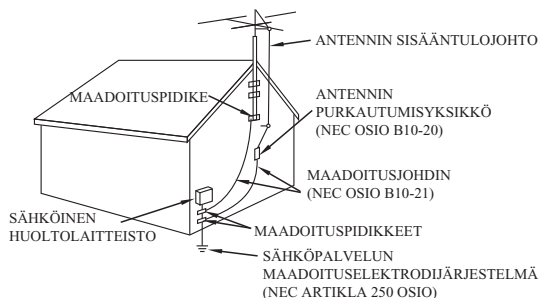 ANTENNIN SISÄÄNTULOJOHTO
MAADOITUSPIDIKE
ANTENNIN
PURKAUTUMISYKSIKKÖ
(NEC OSIO B10-20)
MAADOITUSJOHDIN
(NEC OSIO B10-21)
SÄHKÖINEN
HUOLTOLAITTEISTO
MAADOITUSPIDIKKEET
SÄHKÖPALVELUN
MAADOITUSELEKTRODIJÄRJESTELMÄ
(NEC ARTIKLA 250 OSIO)